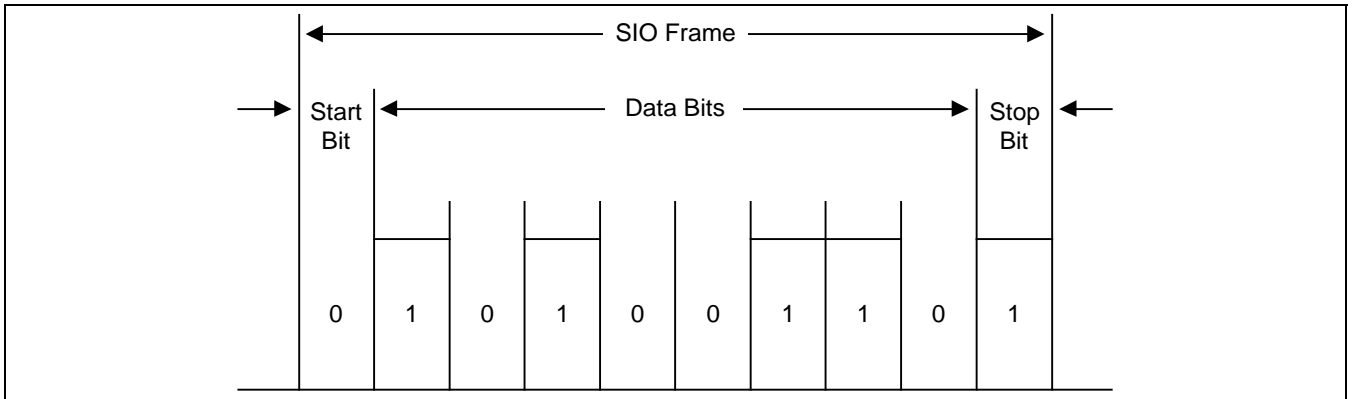 SIO Frame
Start
Bit
Data Bits
Stop
Bit
0 1 0 1 0 0 1 1 0 1